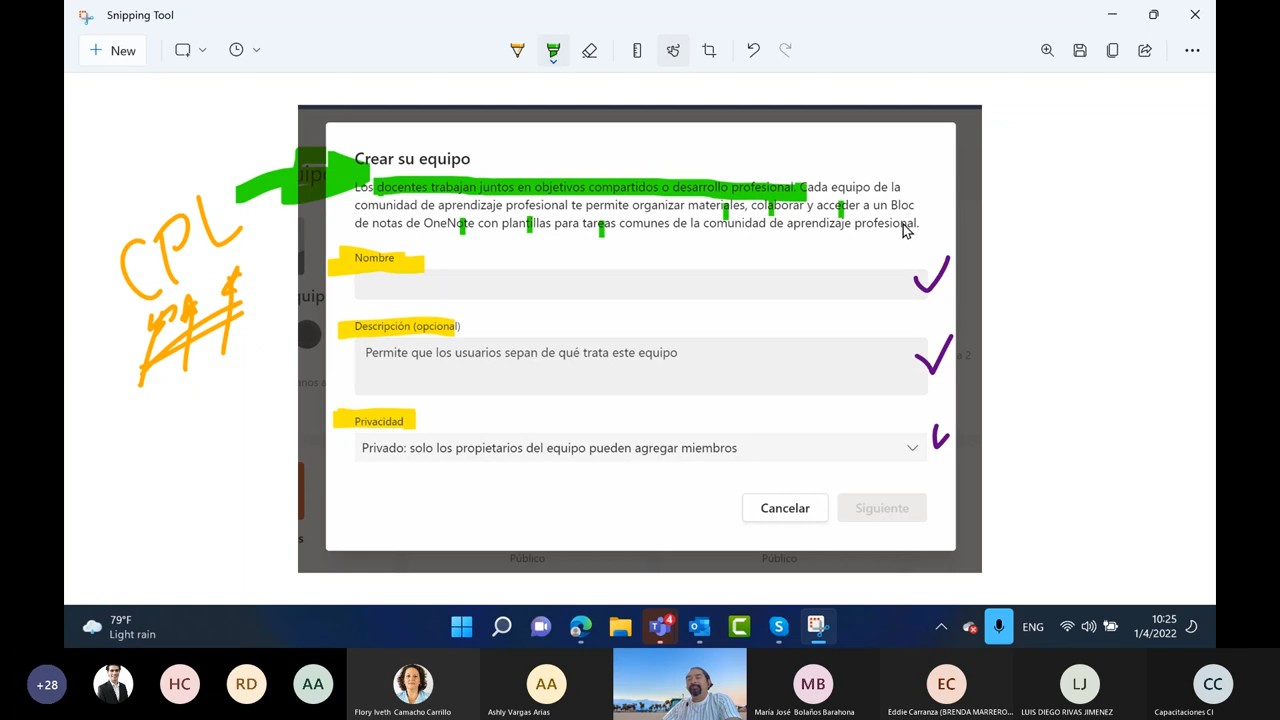 Snipping Tool
New
Crear su equipo
Los docentes trabajan juntos en objetivos compartidos o desarrollo profesional. Cada equipo de la
comunidad de aprendizaje profesional te permite organizar materiales, colaborar y acceder a un Bloc
de notas de OneNote con plantillas para tareas comunes de la comunidad de aprendizaje profesional.
CPL
Nombre
Descripción (opcional)
Permite que los usuarios sepan de qué trata este equipo
Privacidad
Privado: solo los propietarios del equipo pueden agregar miembros
Cancelar
Siguiente
Público
Público
79°F
Light rain
4
ENG
10:25
1/4/2022
+28
HC
RD
AA
Flory Iveth Camacho Carrillo
AA
Ashly Vargas Arias
MB
María José Bolaños Barahona
EC
Eddie Carranza (BRENDA MARRERO...
LJ
LUIS DIEGO RIVAS JIMENEZ
CC
Capacitaciones CI